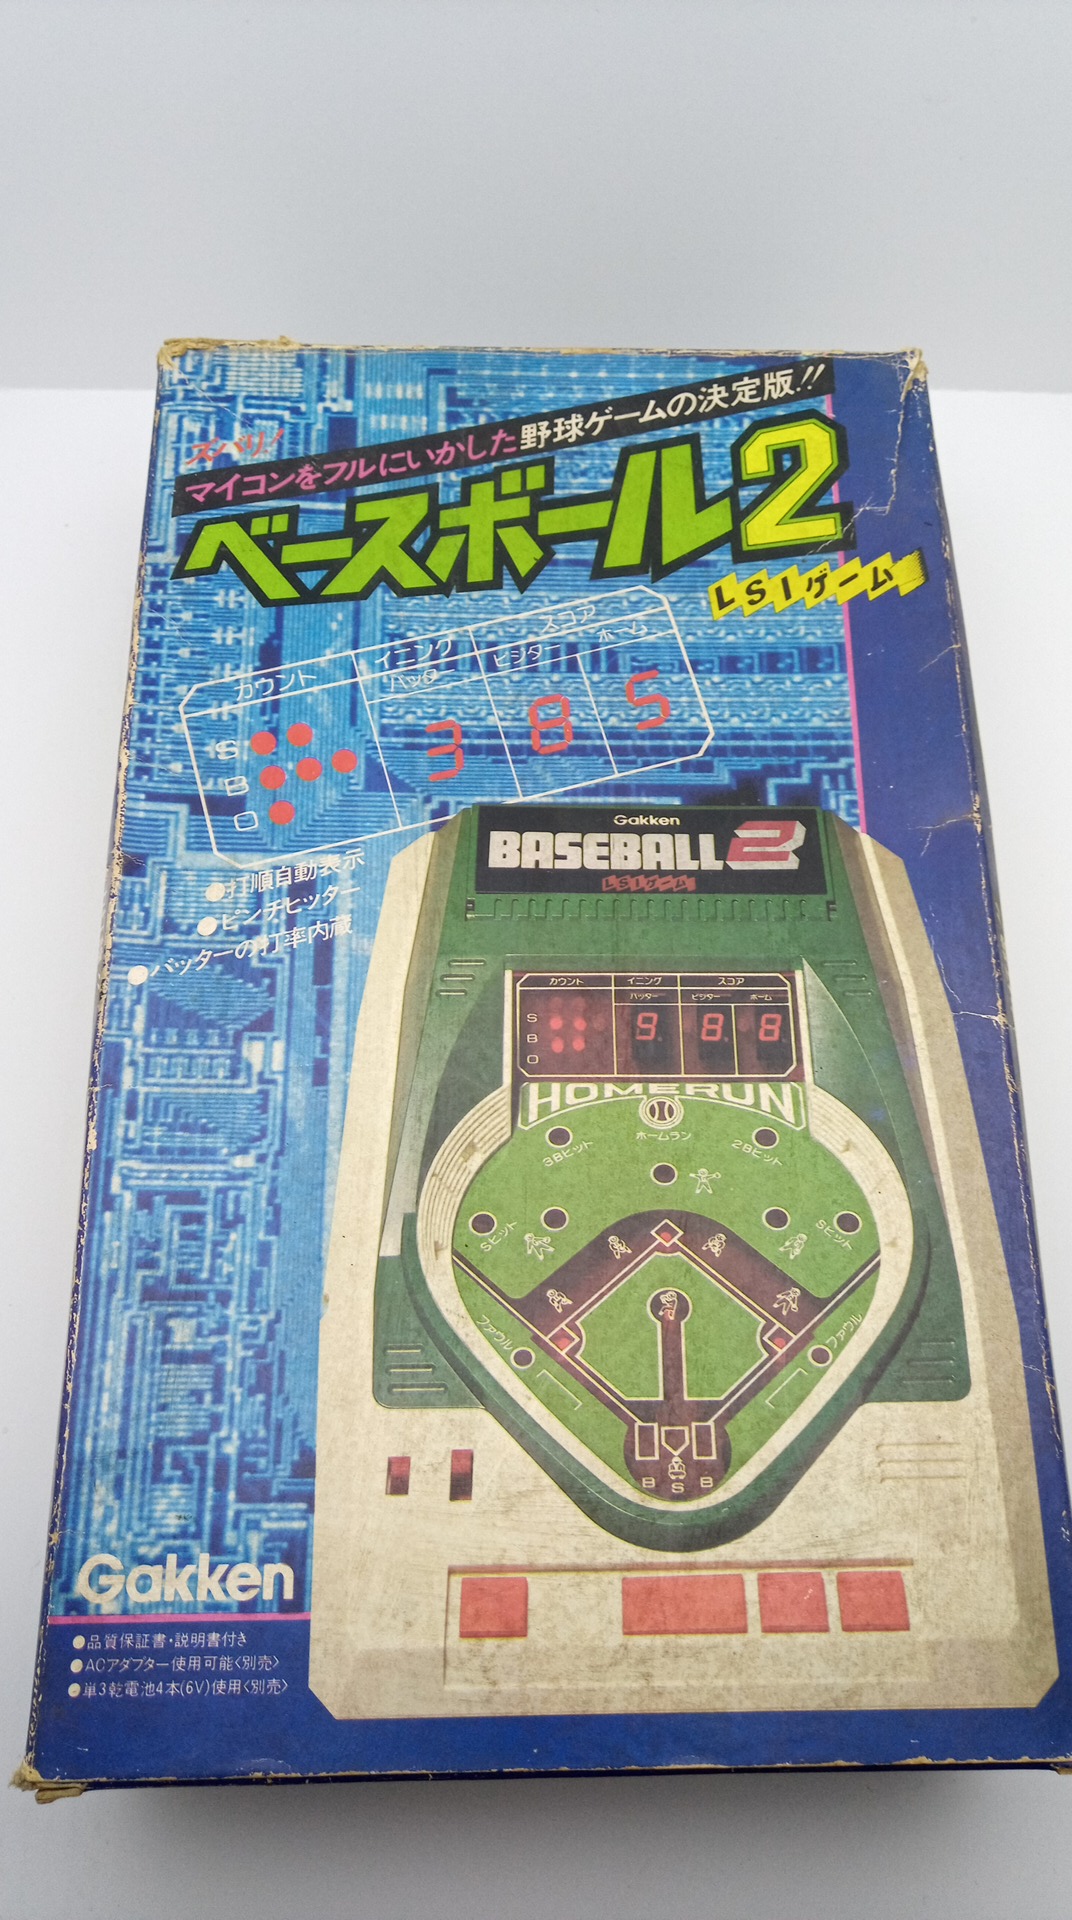 ズバリ!
マイコンをフルにいかした野球ゲームの決定版!!
ベースボール2
LSIゲーム
カウント イニング スコア
バッター ビジター ホーム
S
B
O
3 8 5
●打順自動表示
●ピンチヒッター
●バッターの打率内蔵
Gakken
BASEBALL 2
LSIゲーム
カウント イニング スコア
バッター ビジター ホーム
S
B
O
9 8 8
HOMERUN
ホームラン
3Bヒット 2Bヒット
Sヒット Sヒット
ファウル ファウル
B S B
Gakken
●品質保証書・説明書付き
●ACアダプター使用可能〈別売〉
●単3乾電池4本(6V)使用〈別売〉